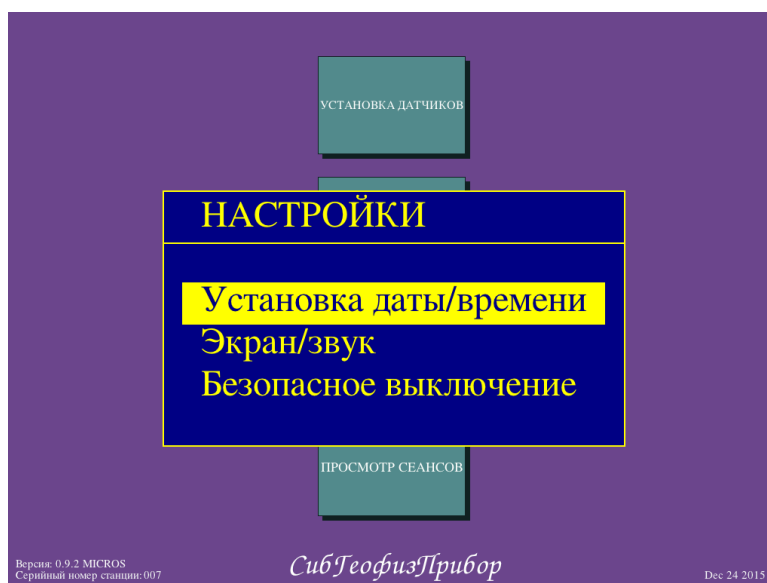 УСТАНОВКА ДАТЧИКОВ
НАСТРОЙКИ
Установка даты/времени
Экран/звук
Безопасное выключение
ПРОСМОТР СЕАНСОВ
Версия: 0.9.2 MICROS
Серийный номер станции: 007
СибГеофизПрибор
Dec 24 2015